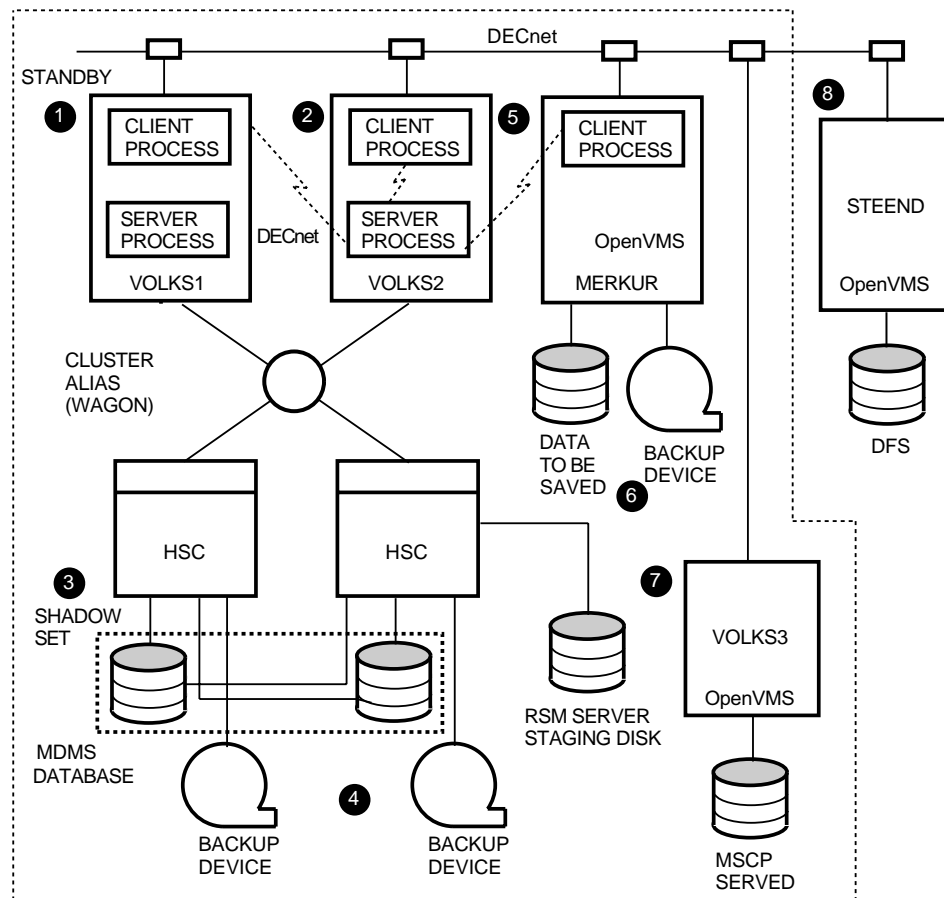 DECnet
STANDBY
1
2
5
8
CLIENT
PROCESS
CLIENT
PROCESS
CLIENT
PROCESS
SERVER
PROCESS
DECnet
SERVER
PROCESS
OpenVMS
STEEND
OpenVMS
VOLKS1
VOLKS2
MERKUR
CLUSTER
ALIAS
(WAGON)
DATA
TO BE
SAVED
BACKUP
DEVICE
DFS
6
HSC
HSC
3
7
SHADOW
SET
VOLKS3
OpenVMS
RSM SERVER
STAGING DISK
MDMS
DATABASE
4
BACKUP
DEVICE
BACKUP
DEVICE
MSCP
SERVED